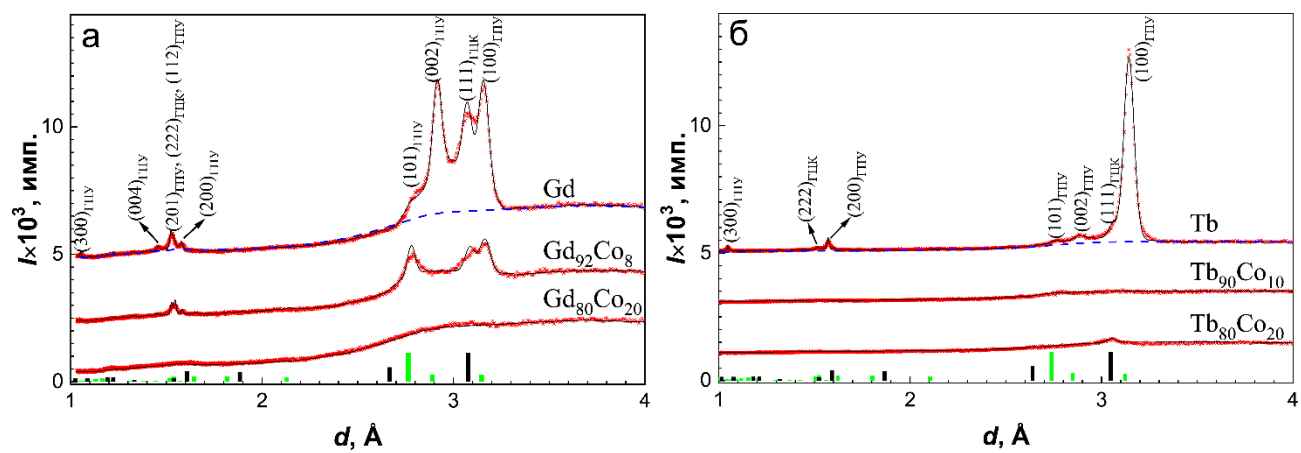 а
I×10³, имп.
10
5
0
1
2
3
4
d, Å
(300)ГПУ
(004)ГПУ
(201)ГПУ, (222)ГЦК, (112)ГПУ
(200)ГПУ
(101)ГПУ
(002)ГПУ
(111)ГЦК
(100)ГПУ
Gd
Gd₉₂Co₈
Gd₈₀Co₂₀
б
I×10³, имп.
10
5
0
1
2
3
4
d, Å
(300)ГПУ
(222)ГЦК
(200)ГПУ
(101)ГПУ
(002)ГПУ
(111)ГЦК
(100)ГПУ
Tb
Tb₉₀Co₁₀
Tb₈₀Co₂₀